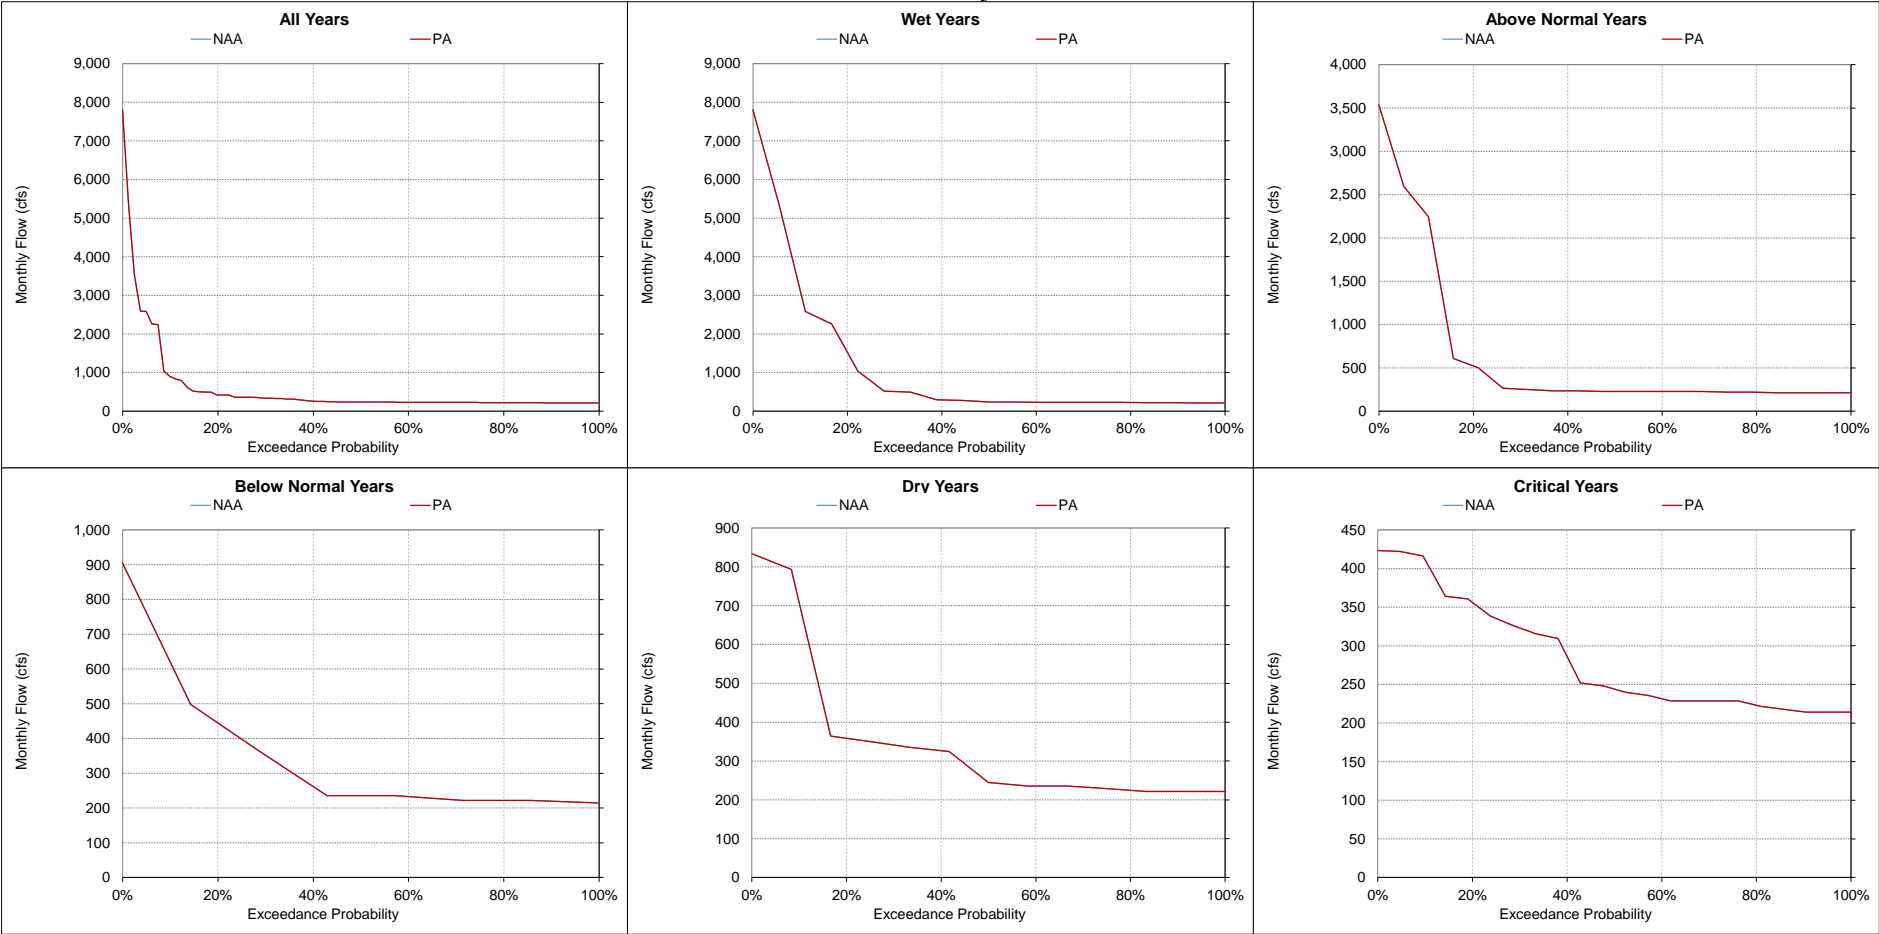 All Years
NAA PA
9,000
8,000
7,000
6,000
5,000
4,000
3,000
2,000
1,000
0
0% 20% 40% 60% 80% 100%
Monthly Flow (cfs)
Exceedance Probability
Wet Years
NAA PA
9,000
8,000
7,000
6,000
5,000
4,000
3,000
2,000
1,000
0
0% 20% 40% 60% 80% 100%
Monthly Flow (cfs)
Exceedance Probability
Above Normal Years
NAA PA
4,000
3,500
3,000
2,500
2,000
1,500
1,000
500
0
0% 20% 40% 60% 80% 100%
Monthly Flow (cfs)
Exceedance Probability
Below Normal Years
NAA PA
1,000
900
800
700
600
500
400
300
200
100
0
0% 20% 40% 60% 80% 100%
Monthly Flow (cfs)
Exceedance Probability
Dry Years
NAA PA
900
800
700
600
500
400
300
200
100
0
0% 20% 40% 60% 80% 100%
Monthly Flow (cfs)
Exceedance Probability
Critical Years
NAA PA
450
400
350
300
250
200
150
100
50
0
0% 20% 40% 60% 80% 100%
Monthly Flow (cfs)
Exceedance Probability